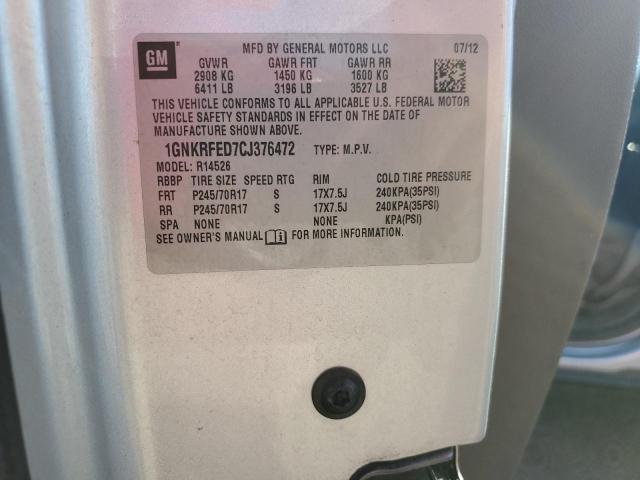 GM
MFD BY GENERAL MOTORS LLC 07/12
GVWR GAWR FRT GAWR RR
2908 KG 1450 KG 1600 KG
6411 LB 3196 LB 3527 LB
THIS VEHICLE CONFORMS TO ALL APPLICABLE U.S. FEDERAL MOTOR
VEHICLE SAFETY STANDARDS IN EFFECT ON THE DATE OF
MANUFACTURE SHOWN ABOVE.
1GNKRFED7CJ376472 TYPE: M.P.V.
MODEL: R14526
RBBP TIRE SIZE SPEED RTG RIM COLD TIRE PRESSURE
FRT P245/70R17 S 17X7.5J 240KPA(35PSI)
RR P245/70R17 S 17X7.5J 240KPA(35PSI)
SPA NONE NONE KPA(PSI)
SEE OWNER'S MANUAL FOR MORE INFORMATION.